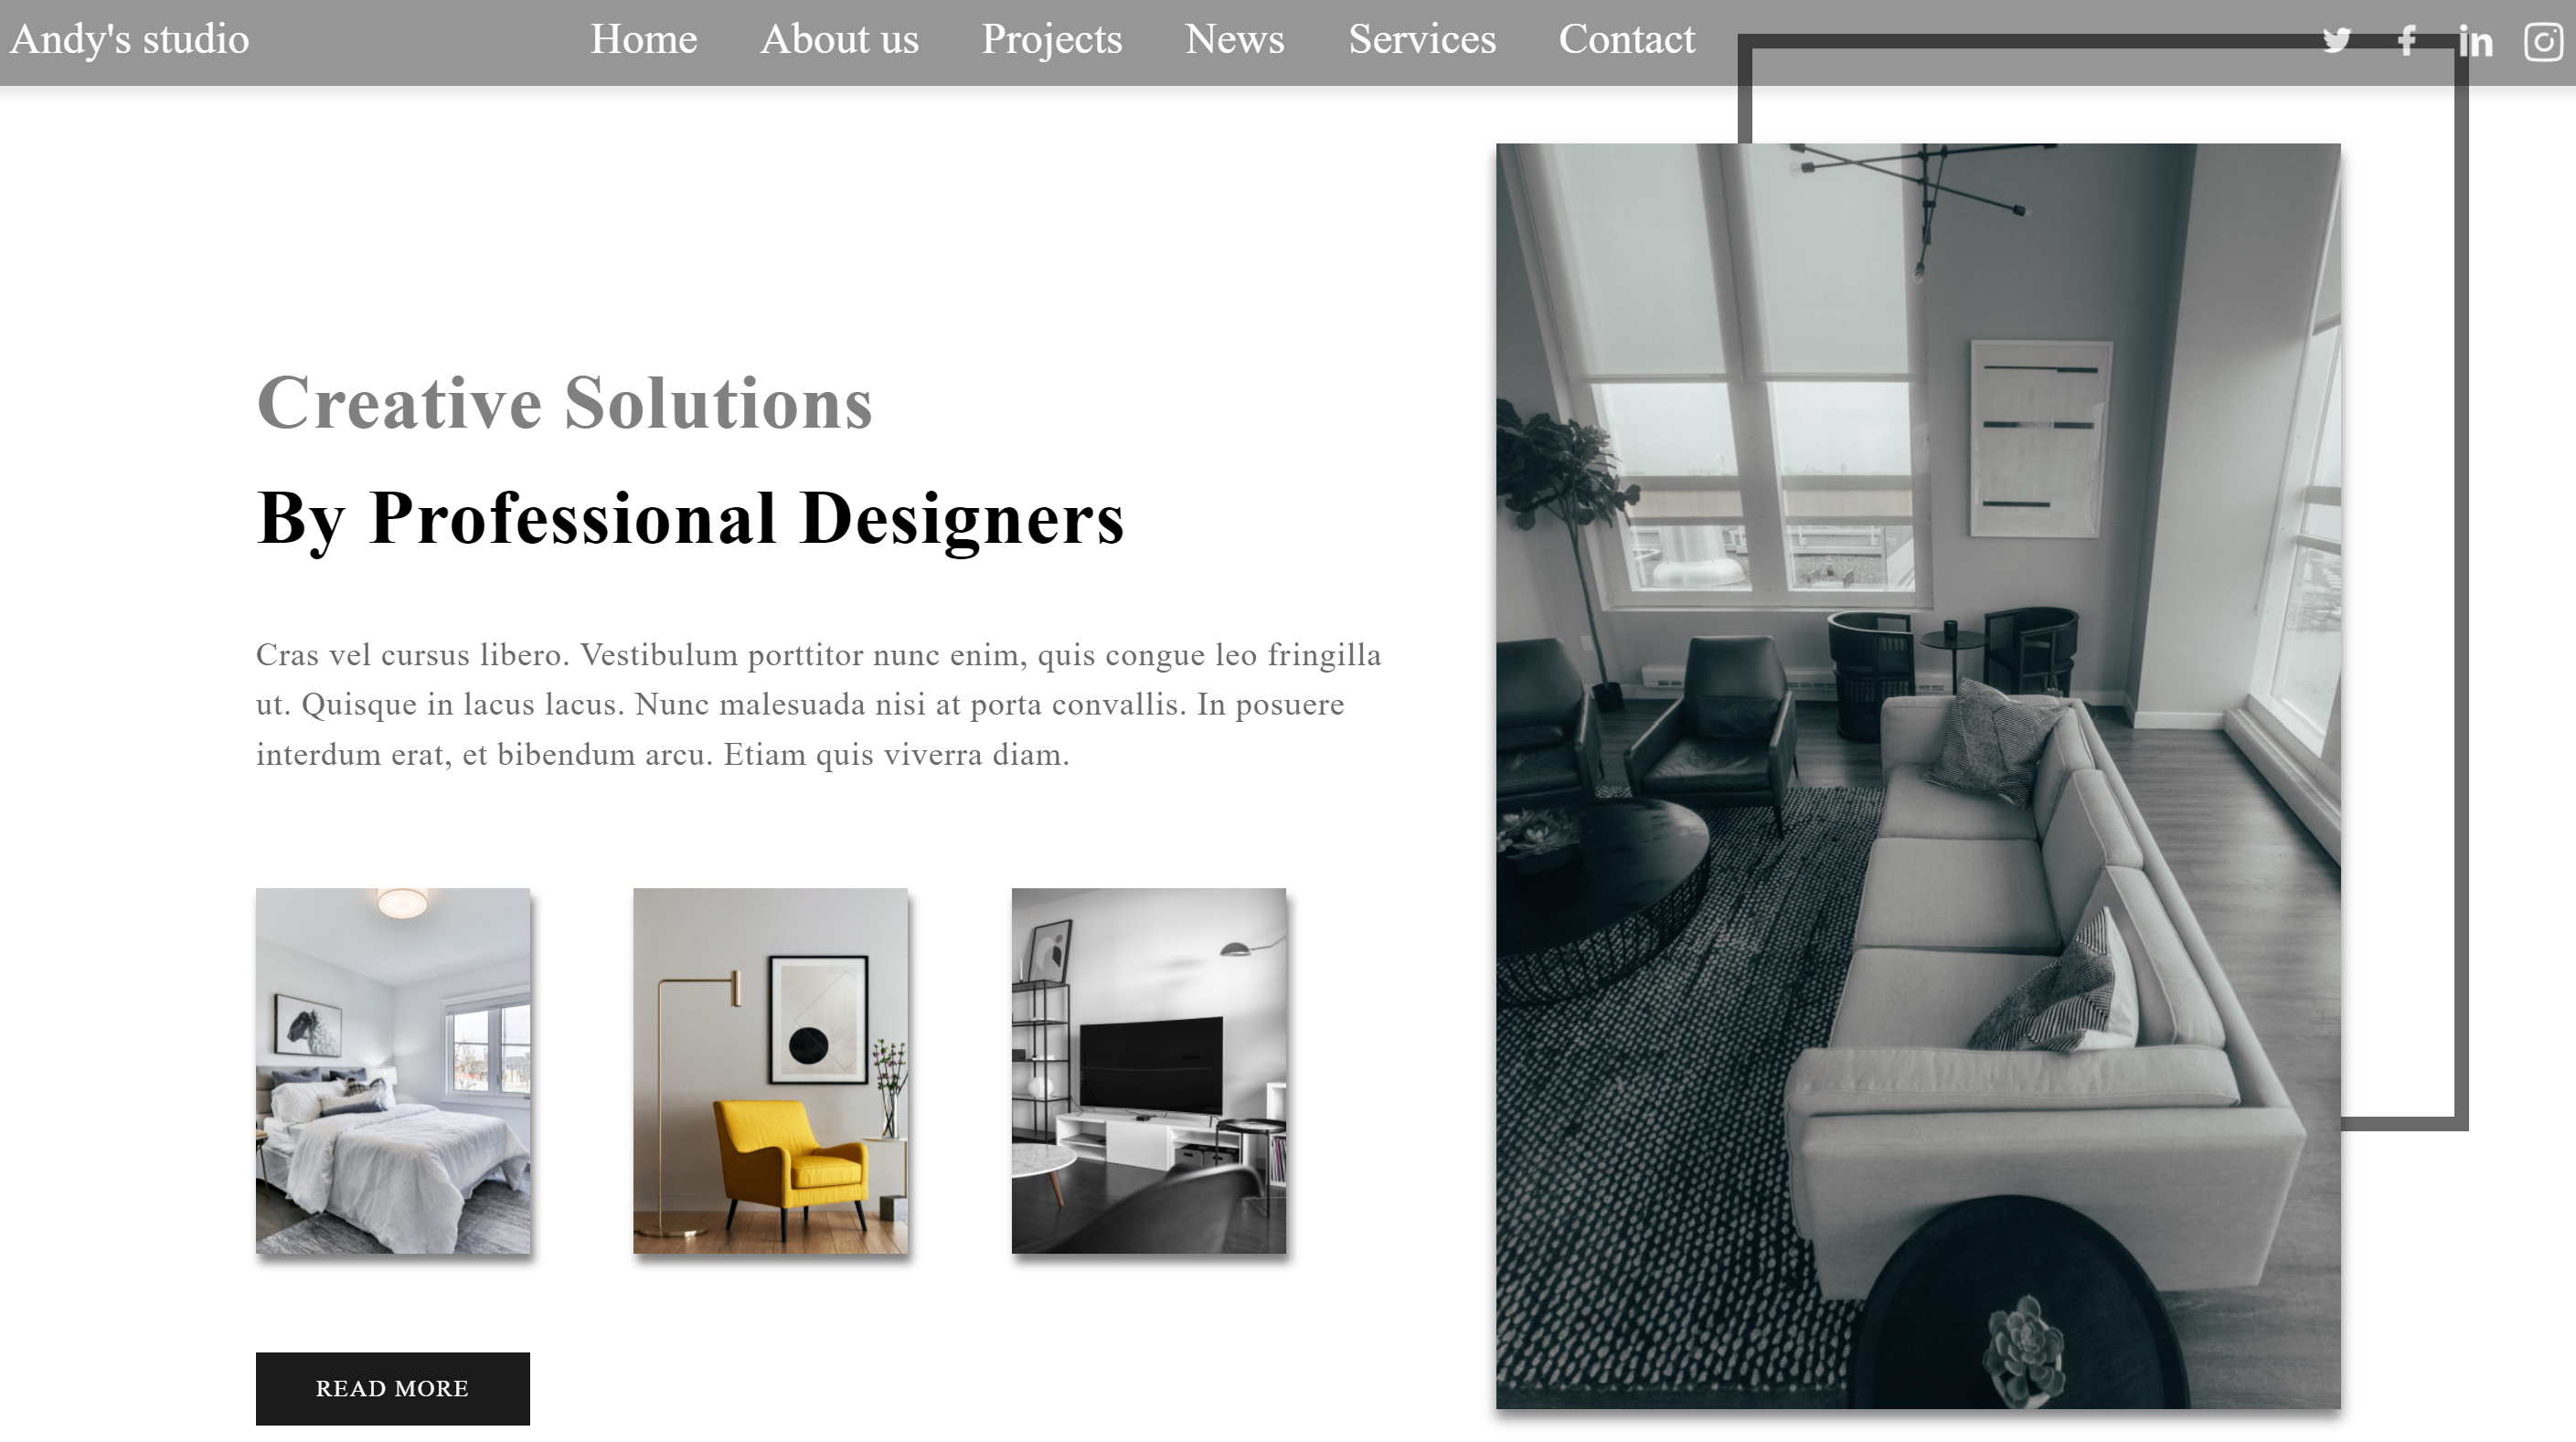 Andy's studio
Home
About us
Projects
News
Services
Contact
Creative Solutions
By Professional Designers
Cras vel cursus libero. Vestibulum porttitor nunc enim, quis congue leo fringilla
ut. Quisque in lacus lacus. Nunc malesuada nisi at porta convallis. In posuere
interdum erat, et bibendum arcu. Etiam quis viverra diam.
READ MORE